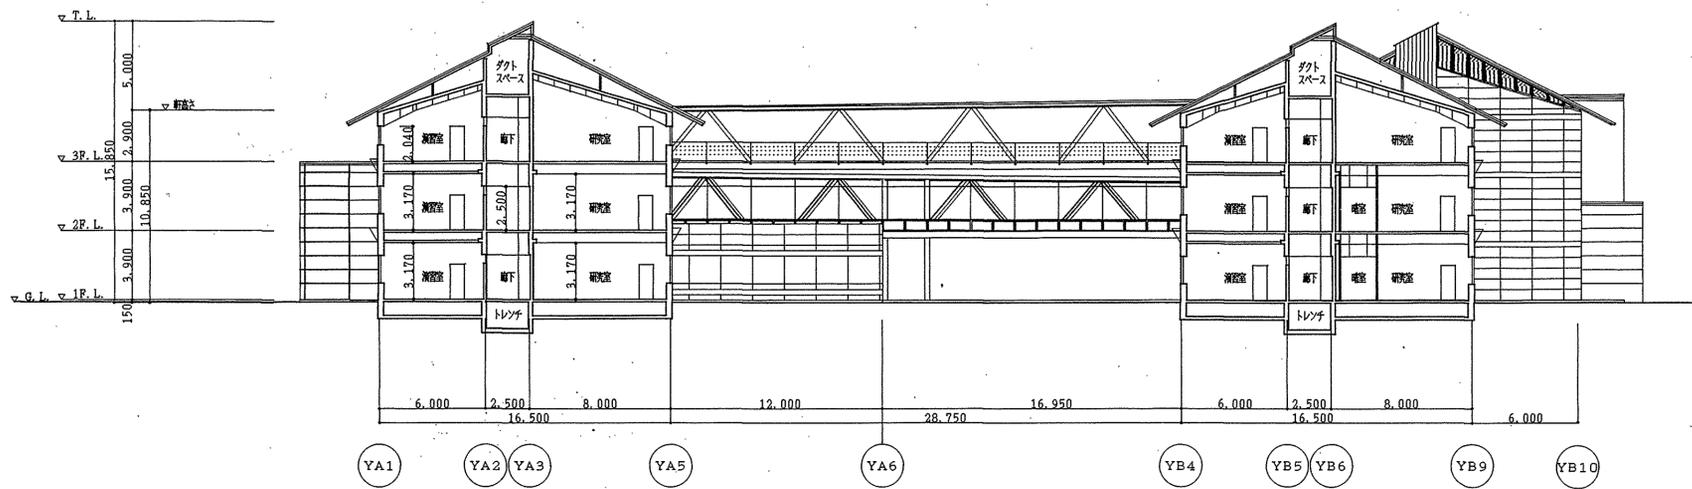 T.L.
5.000
軒高さ
2.900
3F.L.
15.850
3.900
10.850
2F.L.
3.900
G.L.
1F.L.
150
ダクト
スペース
2.040
演習室
廊下
研究室
3.170
演習室
廊下
2.500
研究室
3.170
3.170
演習室
廊下
研究室
3.170
トレンチ
ダクト
スペース
演習室
廊下
研究室
演習室
廊下
暗室
研究室
演習室
廊下
暗室
研究室
トレンチ
6.000
2.500
8.000
12.000
16.950
6.000
2.500
8.000
16.500
28.750
16.500
6.000
YA1
YA2
YA3
YA5
YA6
YB4
YB5
YB6
YB9
YB10